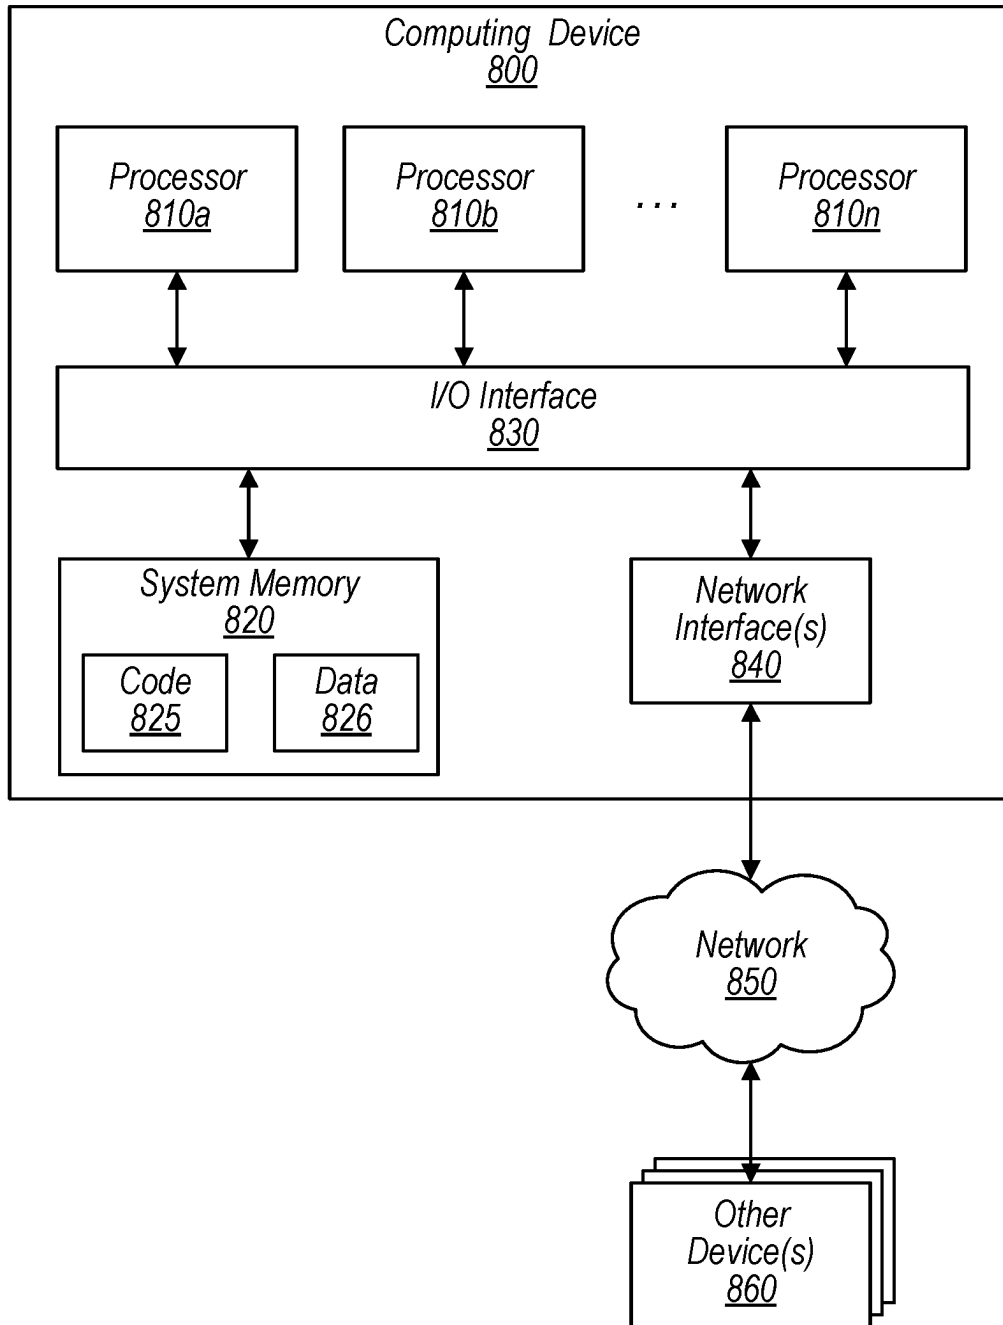 Computing Device
800
Processor
810a
Processor
810b
...
Processor
810n
I/O Interface
830
System Memory
820
Code
825
Data
826
Network
Interface(s)
840
Network
850
Other
Device(s)
860